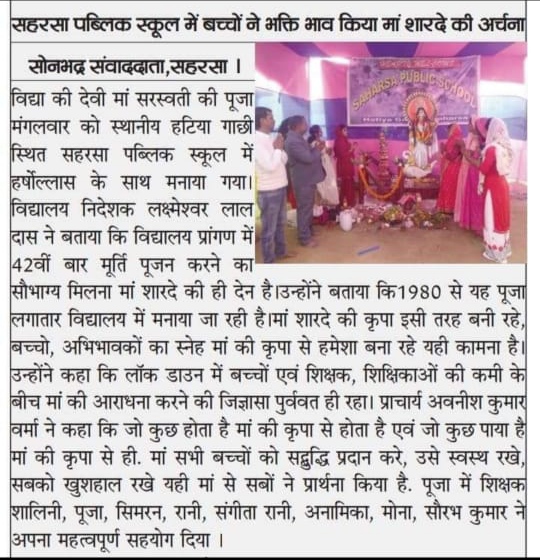 सहरसा पब्लिक स्कूल में बच्चों ने भक्ति भाव किया मां शारदे की अर्चना
सोनभद्र संवाददाता,सहरसा ।
विद्या की देवी मां सरस्वती की पूजा
मंगलवार को स्थानीय हटिया गाछी
स्थित सहरसा पब्लिक स्कूल में
हर्षोल्लास के साथ मनाया गया।
विद्यालय निदेशक लक्ष्मेश्वर लाल
दास ने बताया कि विद्यालय प्रांगण में
42वीं बार मूर्ति पूजन करने का
सौभाग्य मिलना मां शारदे की ही देन है।उन्होंने बताया कि1980 से यह पूजा
लगातार विद्यालय में मनाया जा रही है।मां शारदे की कृपा इसी तरह बनी रहे,
बच्चो, अभिभावकों का स्नेह मां की कृपा से हमेशा बना रहे यही कामना है।
उन्होंने कहा कि लॉक डाउन में बच्चों एवं शिक्षक, शिक्षिकाओं की कमी के
बीच मां की आराधना करने की जिज्ञासा पुर्ववत ही रहा। प्राचार्य अवनीश कुमार
वर्मा ने कहा कि जो कुछ होता है मां की कृपा से होता है एवं जो कुछ पाया है
मां की कृपा से ही. मां सभी बच्चों को सद्बुद्धि प्रदान करे, उसे स्वस्थ रखे,
सबको खुशहाल रखे यही मां से सबों ने प्रार्थना किया है. पूजा में शिक्षक
शालिनी, पूजा, सिमरन, रानी, संगीता रानी, अनामिका, मोना, सौरभ कुमार ने
अपना महत्वपूर्ण सहयोग दिया ।
SAHARSA PUBLIC SCHOOL